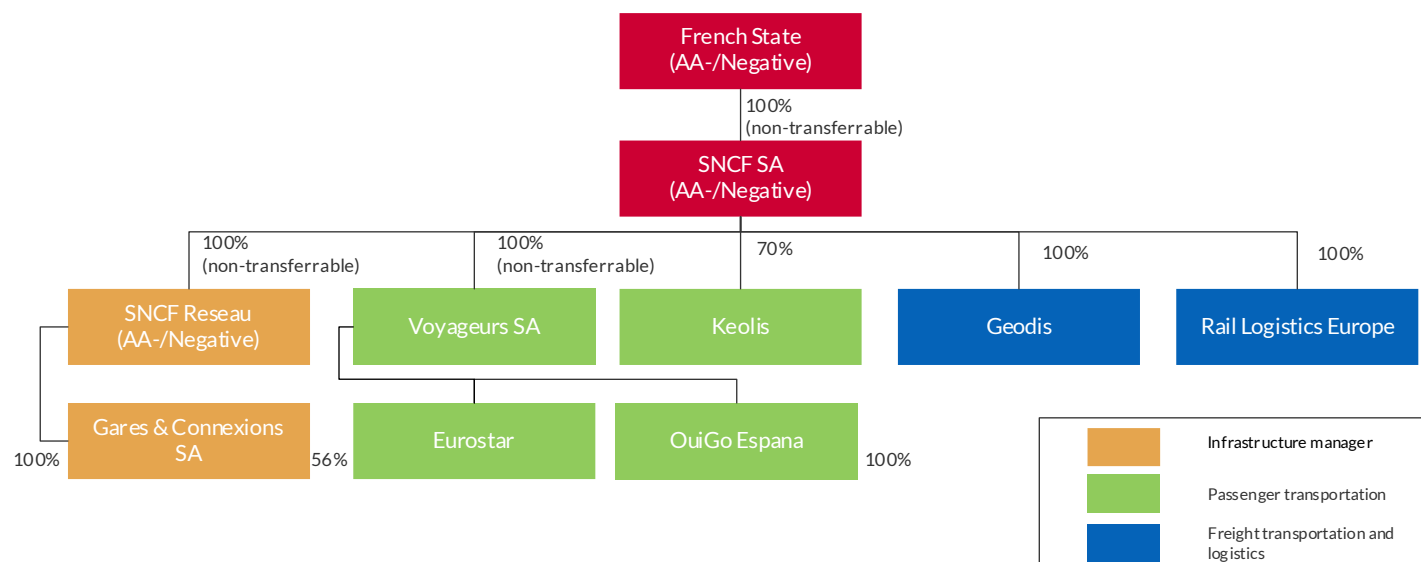 French State
(AA-/Negative)
100%
(non-transferrable)
SNCF SA
(AA-/Negative)
100%
(non-transferrable)
100%
(non-transferrable)
70%
100%
100%
SNCF Reseau
(AA-/Negative)
Voyageurs SA
Keolis
Geodis
Rail Logistics Europe
Gares & Connexions
SA
100%
56%
Eurostar
OuiGo Espana
100%
Infrastructure manager
Passenger transportation
Freight transportation and
logistics